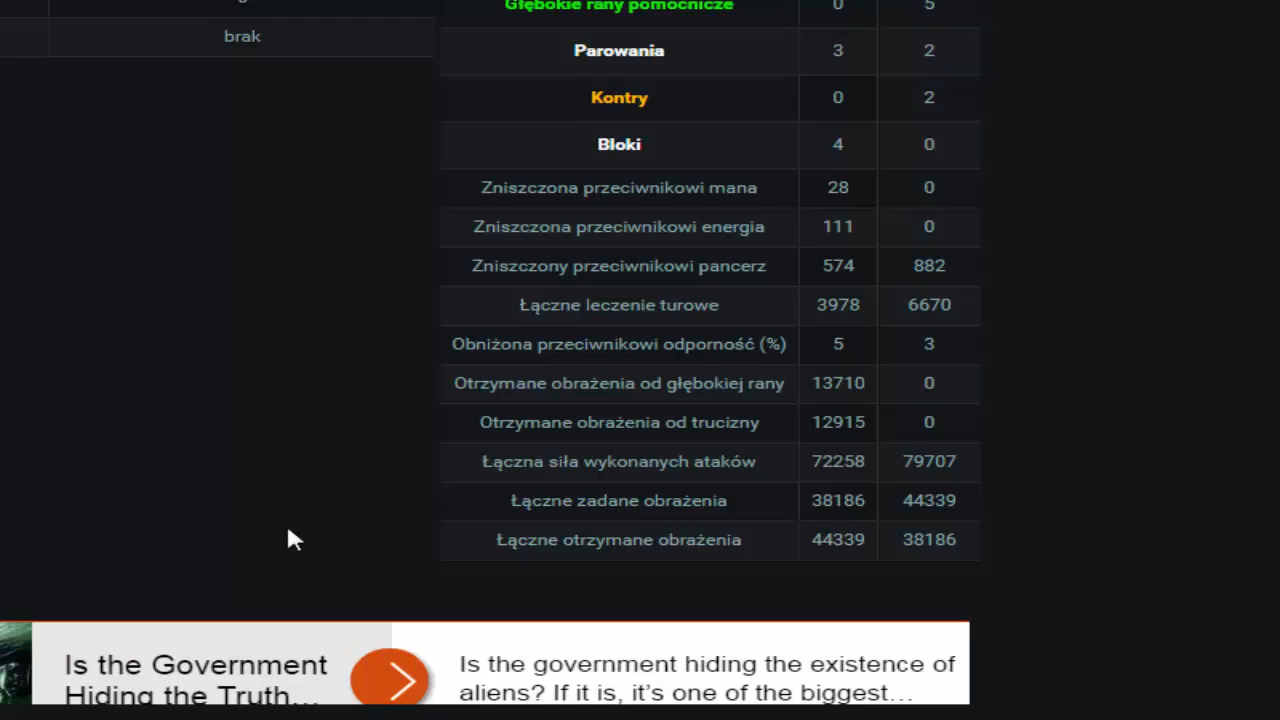 Głębokie rany pomocnicze 0 5
brak
Parowania 3 2
Kontry 0 2
Bloki 4 0
Zniszczona przeciwnikowi mana 28 0
Zniszczona przeciwnikowi energia 111 0
Zniszczony przeciwnikowi pancerz 574 882
Łączne leczenie turowe 3978 6670
Obniżona przeciwnikowi odporność (%) 5 3
Otrzymane obrażenia od głębokiej rany 13710 0
Otrzymane obrażenia od trucizny 12915 0
Łączna siła wykonanych ataków 72258 79707
Łączne zadane obrażenia 38186 44339
Łączne otrzymane obrażenia 44339 38186
Is the Government
Hiding the Truth...
Is the government hiding the existence of
aliens? If it is, it's one of the biggest...